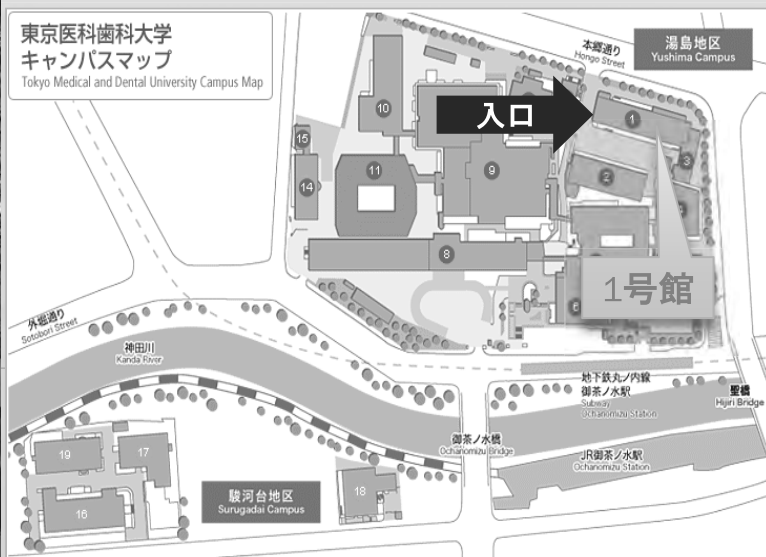 東京医科歯科大学
キャンパスマップ
Tokyo Medical and Dental University Campus Map
本郷通り
Hongo Street
湯島地区
Yushima Campus
入口
10
1
15
3
11
9
2
14
8
1号館
6
外堀通り
Sotobori Street
神田川
Kanda River
地下鉄丸ノ内線
御茶ノ水駅
Subway
Ochanomizu Station
聖橋
Hijiri Bridge
御茶ノ水橋
Ochanomizu Bridge
JR御茶ノ水駅
Ochanomizu Station
19
17
18
16
駿河台地区
Surugadai Campus